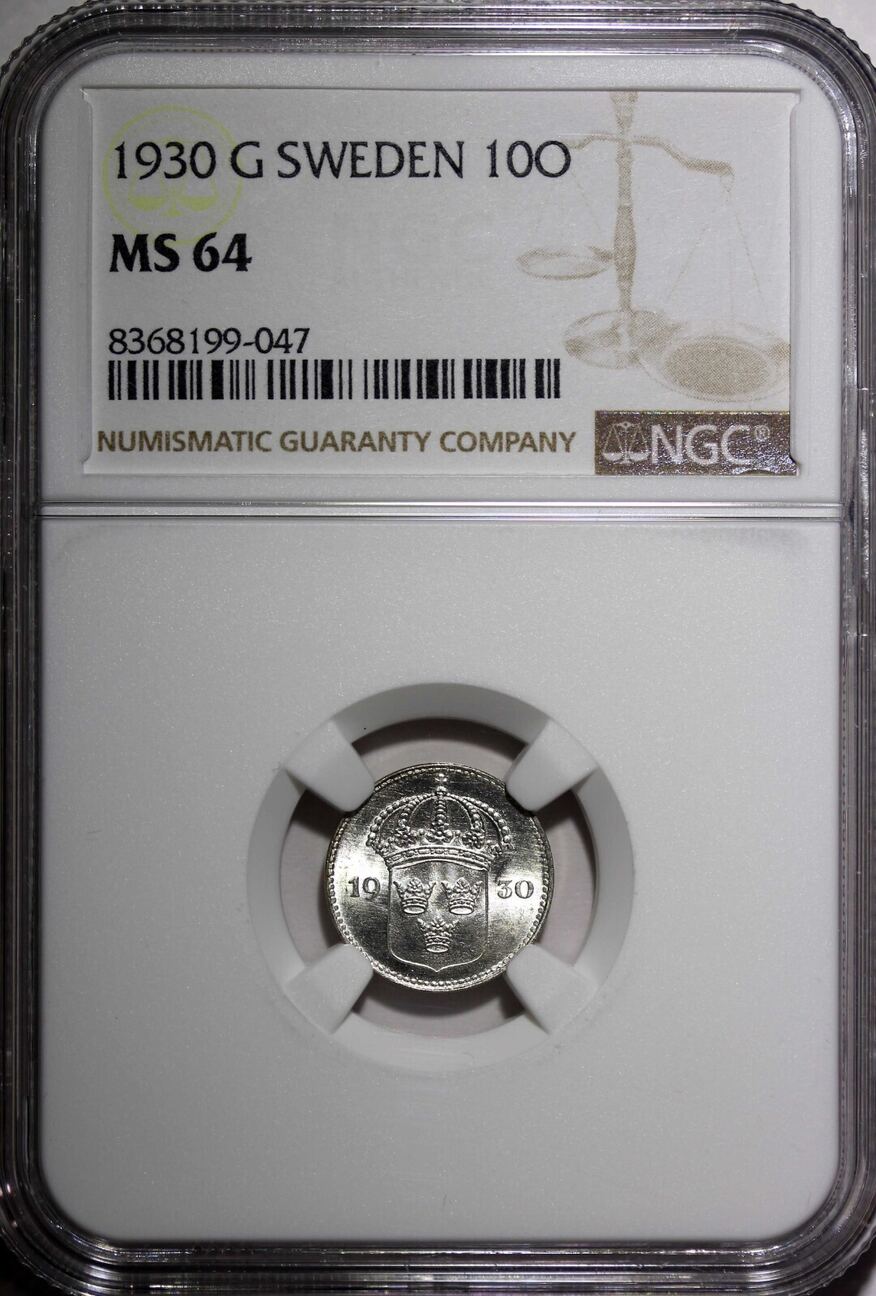 1930 G SWEDEN 10O
MS 64
8368199-047
NUMISMATIC GUARANTY COMPANY
NGC®
19 30